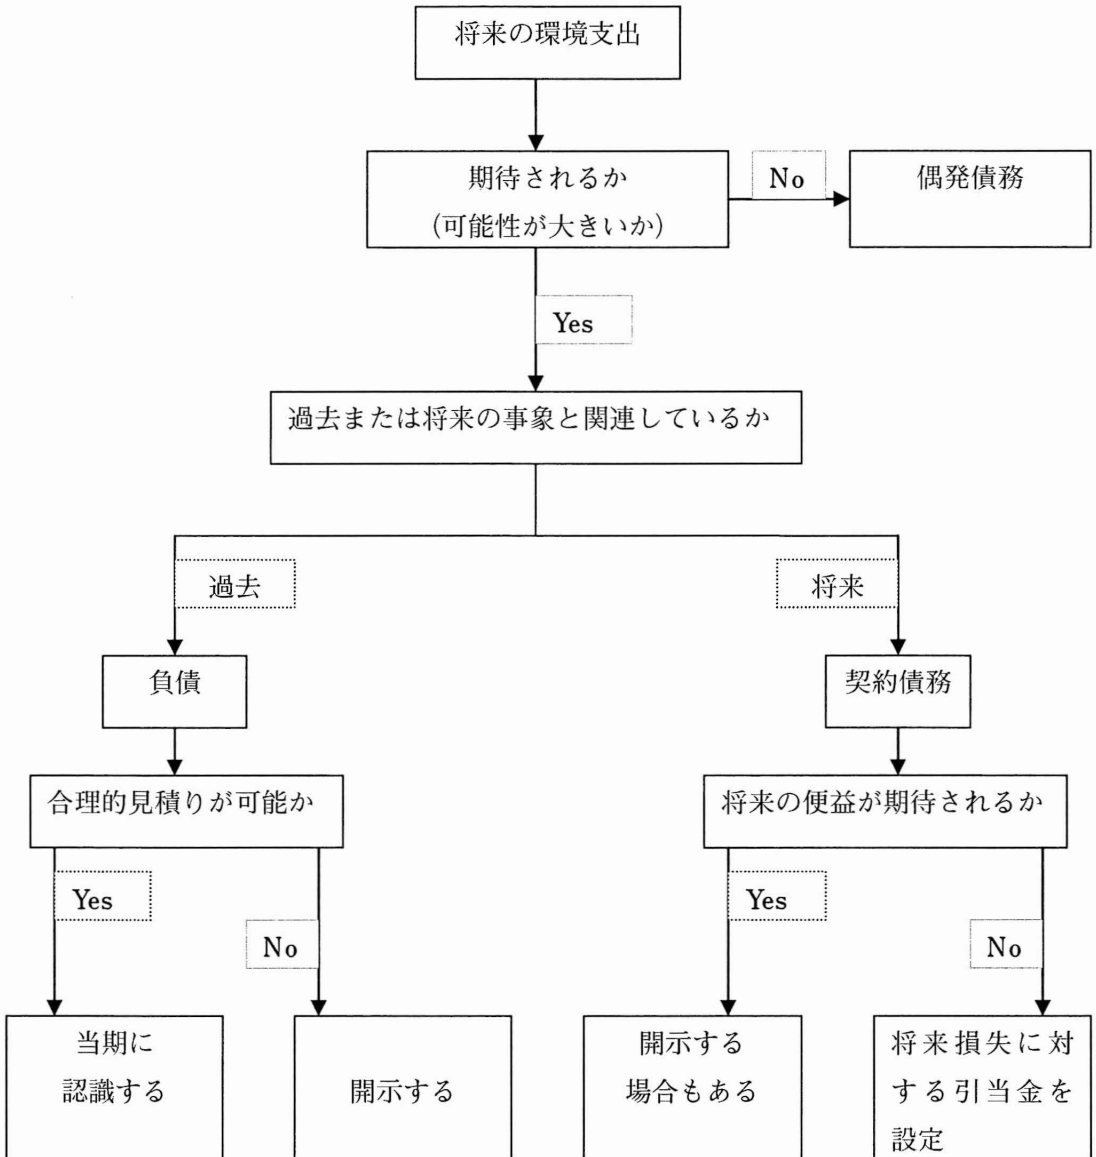 将来の環境支出
期待されるか
(可能性が大きいか)
No
偶発債務
Yes
過去または将来の事象と関連しているか
過去
将来
負債
契約債務
合理的見積りが可能か
将来の便益が期待されるか
Yes
No
Yes
No
当期に
認識する
開示する
開示する
場合もある
将来損失に対
する引当金を
設定